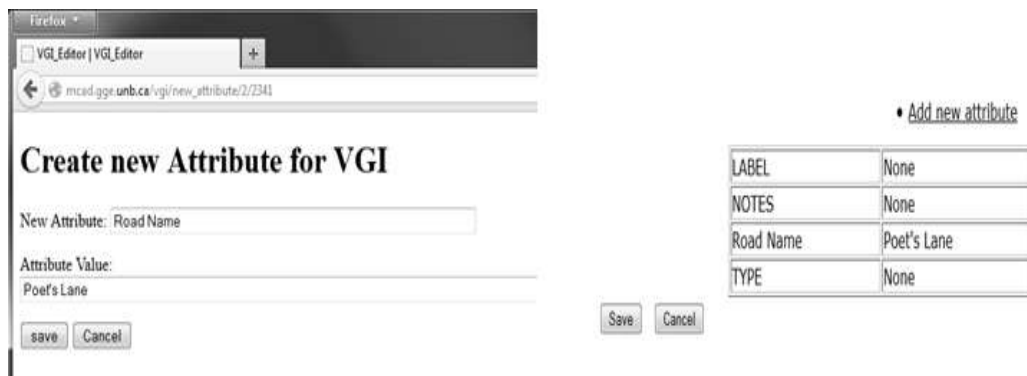 Firefox
VGI_Editor | VGI_Editor
+
mcad.gge.unb.ca/vgi/new_attribute/2/2341
Create new Attribute for VGI
New Attribute: Road Name
Attribute Value:
Poet's Lane
save Cancel
• Add new attribute
LABEL None
NOTES None
Road Name Poet's Lane
TYPE None
Save Cancel